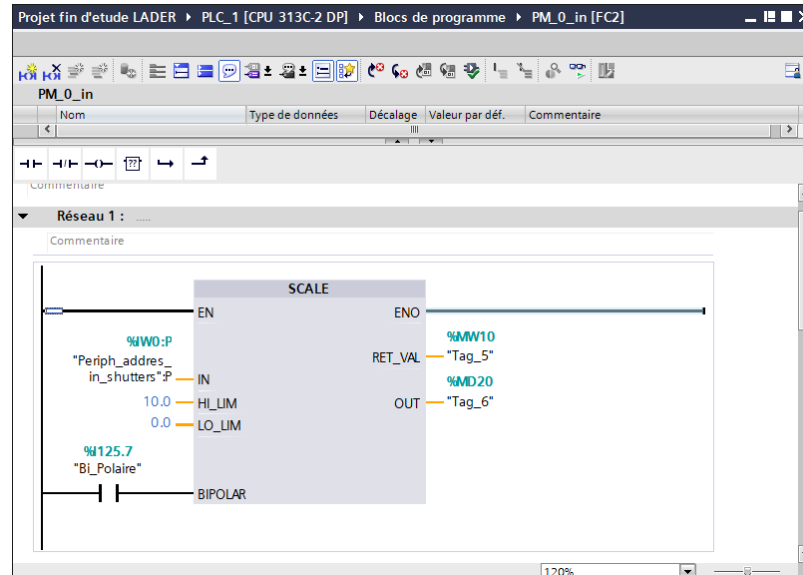 Projet fin d'etude LADER ▸ PLC_1 [CPU 313C-2 DP] ▸ Blocs de programme ▸ PM_0_in [FC2]
PM_0_in
Nom Type de données Décalage Valeur par déf. Commentaire
??
Commentaire
Réseau 1 : .....
Commentaire
SCALE
EN ENO
%IW0:P
"Periph_addres_
in_shutters":P
IN
%MW10
RET_VAL "Tag_5"
10.0 HI_LIM
%MD20
OUT "Tag_6"
0.0 LO_LIM
%I125.7
"Bi_Polaire"
BIPOLAR
120%